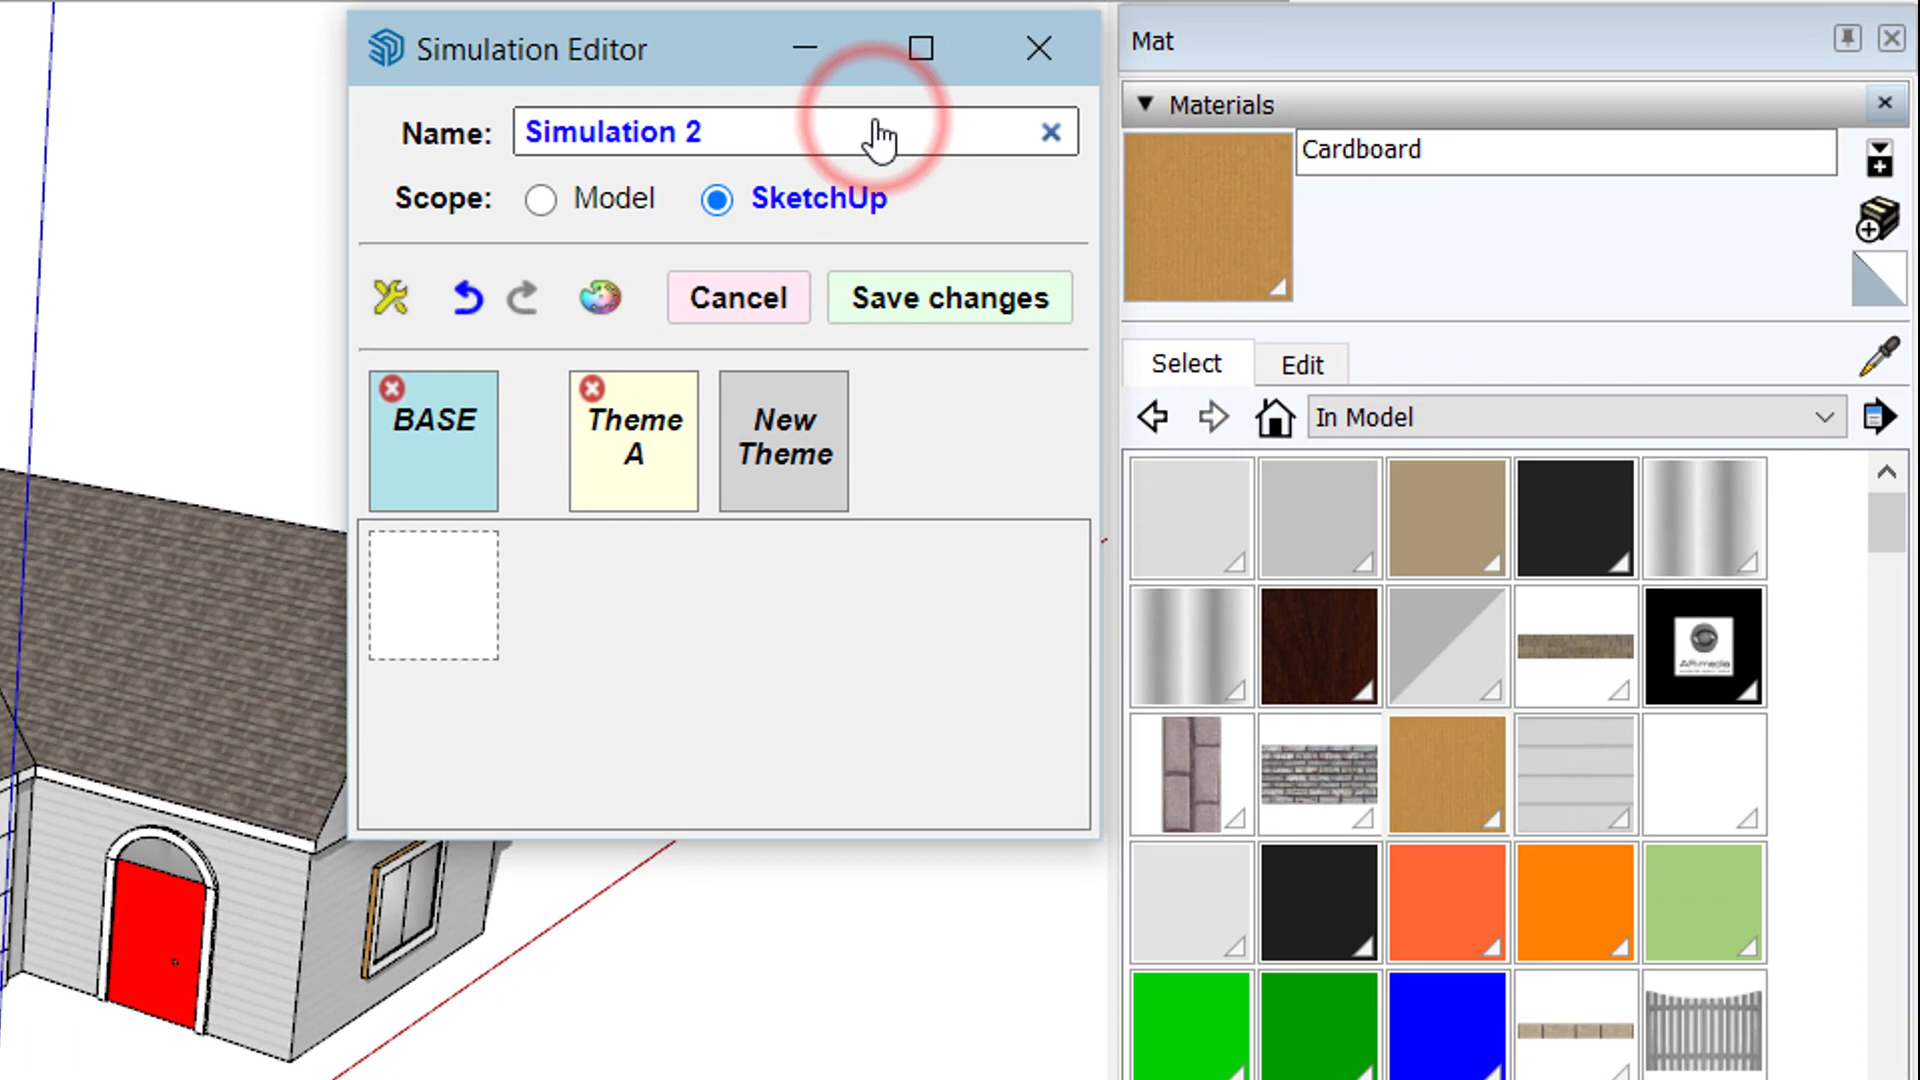 Simulation Editor
Name: Simulation 2
Scope: Model SketchUp
Cancel Save changes
BASE
Theme
A
New
Theme
Mat
Materials
Cardboard
Select Edit
In Model
ARmedia